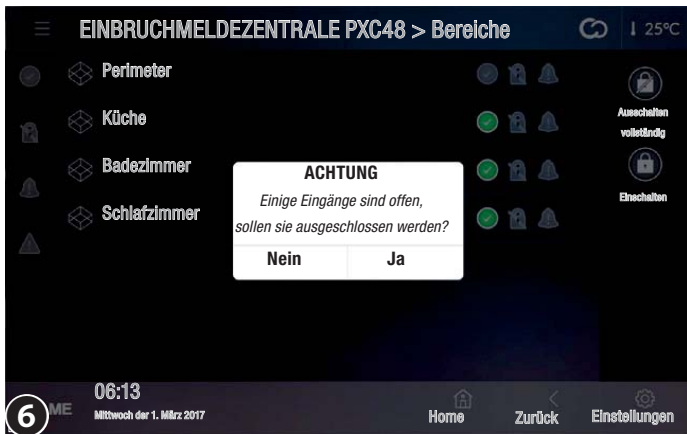 EINBRUCHMELDEZENTRALE PXC48 > Bereiche
25°C
Perimeter
Küche
Badezimmer
Schlafzimmer
Ausschalten
vollständig
Einschalten
ACHTUNG
Einige Eingänge sind offen,
sollen sie ausgeschlossen werden?
Nein Ja
6
ME
06:13
Mittwoch der 1. März 2017
Home Zurück Einstellungen